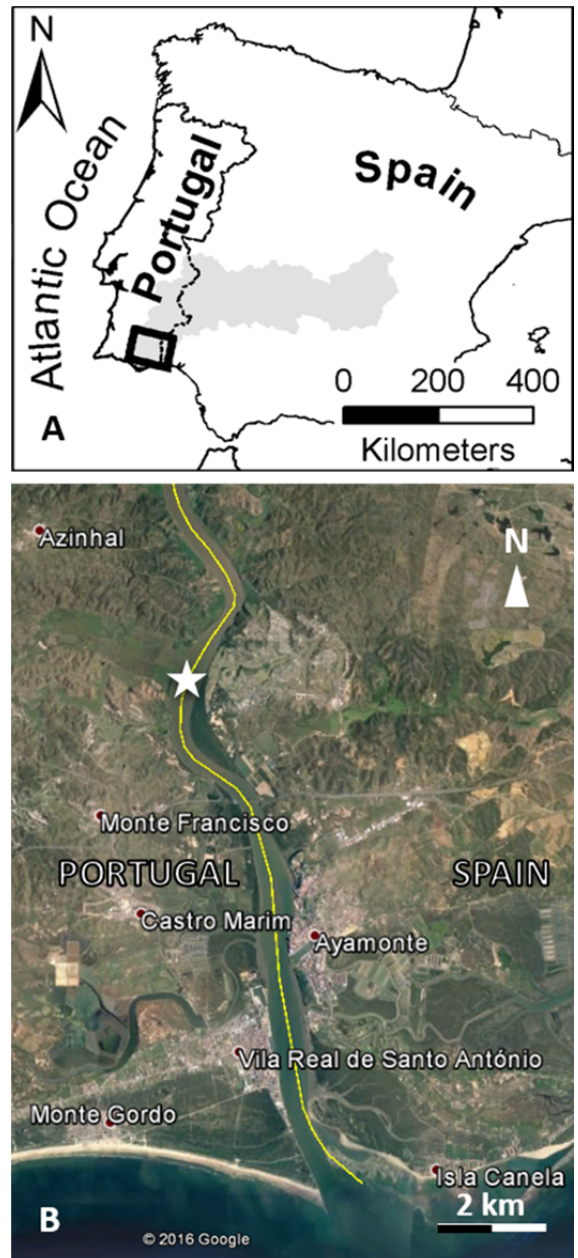 N
Atlantic Ocean
Portugal
Spain
0 200 400
Kilometers
A
Azinhal
N
Monte Francisco
PORTUGAL
SPAIN
Castro Marim
Ayamonte
Vila Real de Santo António
Monte Gordo
Isla Canela
2 km
B
© 2016 Google